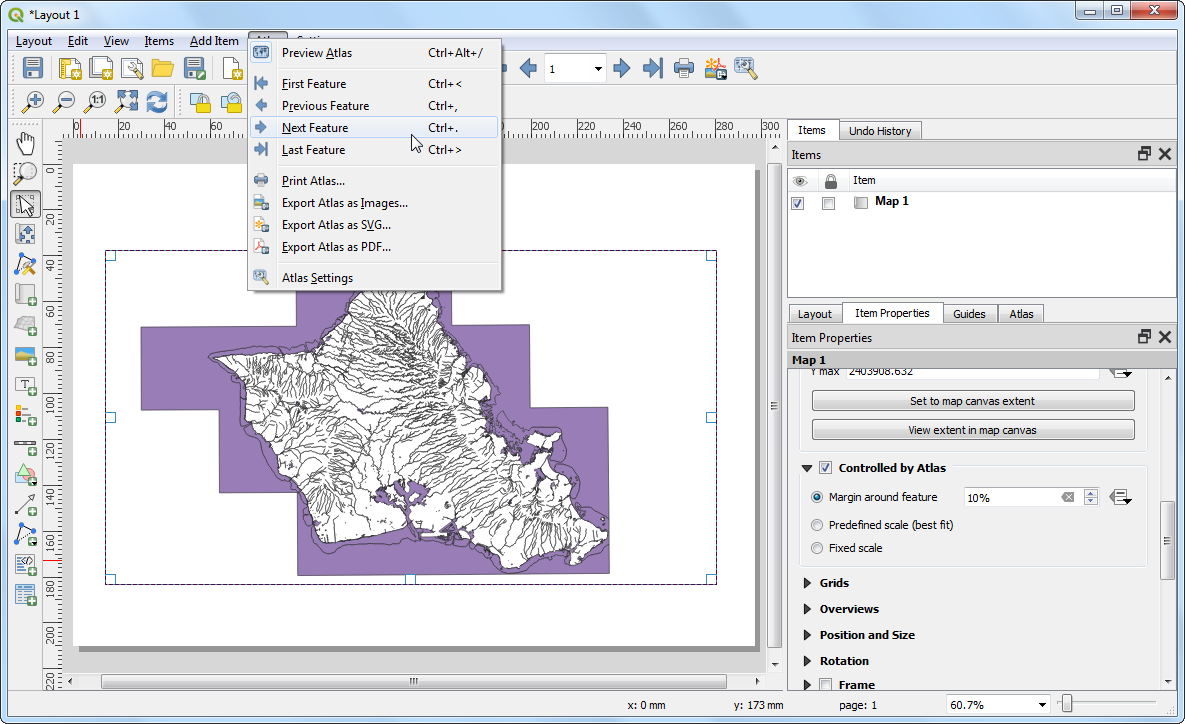 *Layout 1
Layout Edit View Items Add Item
Preview Atlas Ctrl+Alt+/
First Feature Ctrl+<
Previous Feature Ctrl+,
Next Feature Ctrl+.
Last Feature Ctrl+>
Print Atlas...
Export Atlas as Images...
Export Atlas as SVG...
Export Atlas as PDF...
Atlas Settings
1
1:1
0 20 40 60 200 220 240 260 280 300
0
20
40
60
80
100
120
140
160
180
200
220
T
Items Undo History
Items
Item
Map 1
Layout Item Properties Guides Atlas
Item Properties
Map 1
Y max 2403908.632
Set to map canvas extent
View extent in map canvas
Controlled by Atlas
Margin around feature 10%
Predefined scale (best fit)
Fixed scale
Grids
Overviews
Position and Size
Rotation
Frame
x: 0 mm y: 173 mm page: 1 60.7%